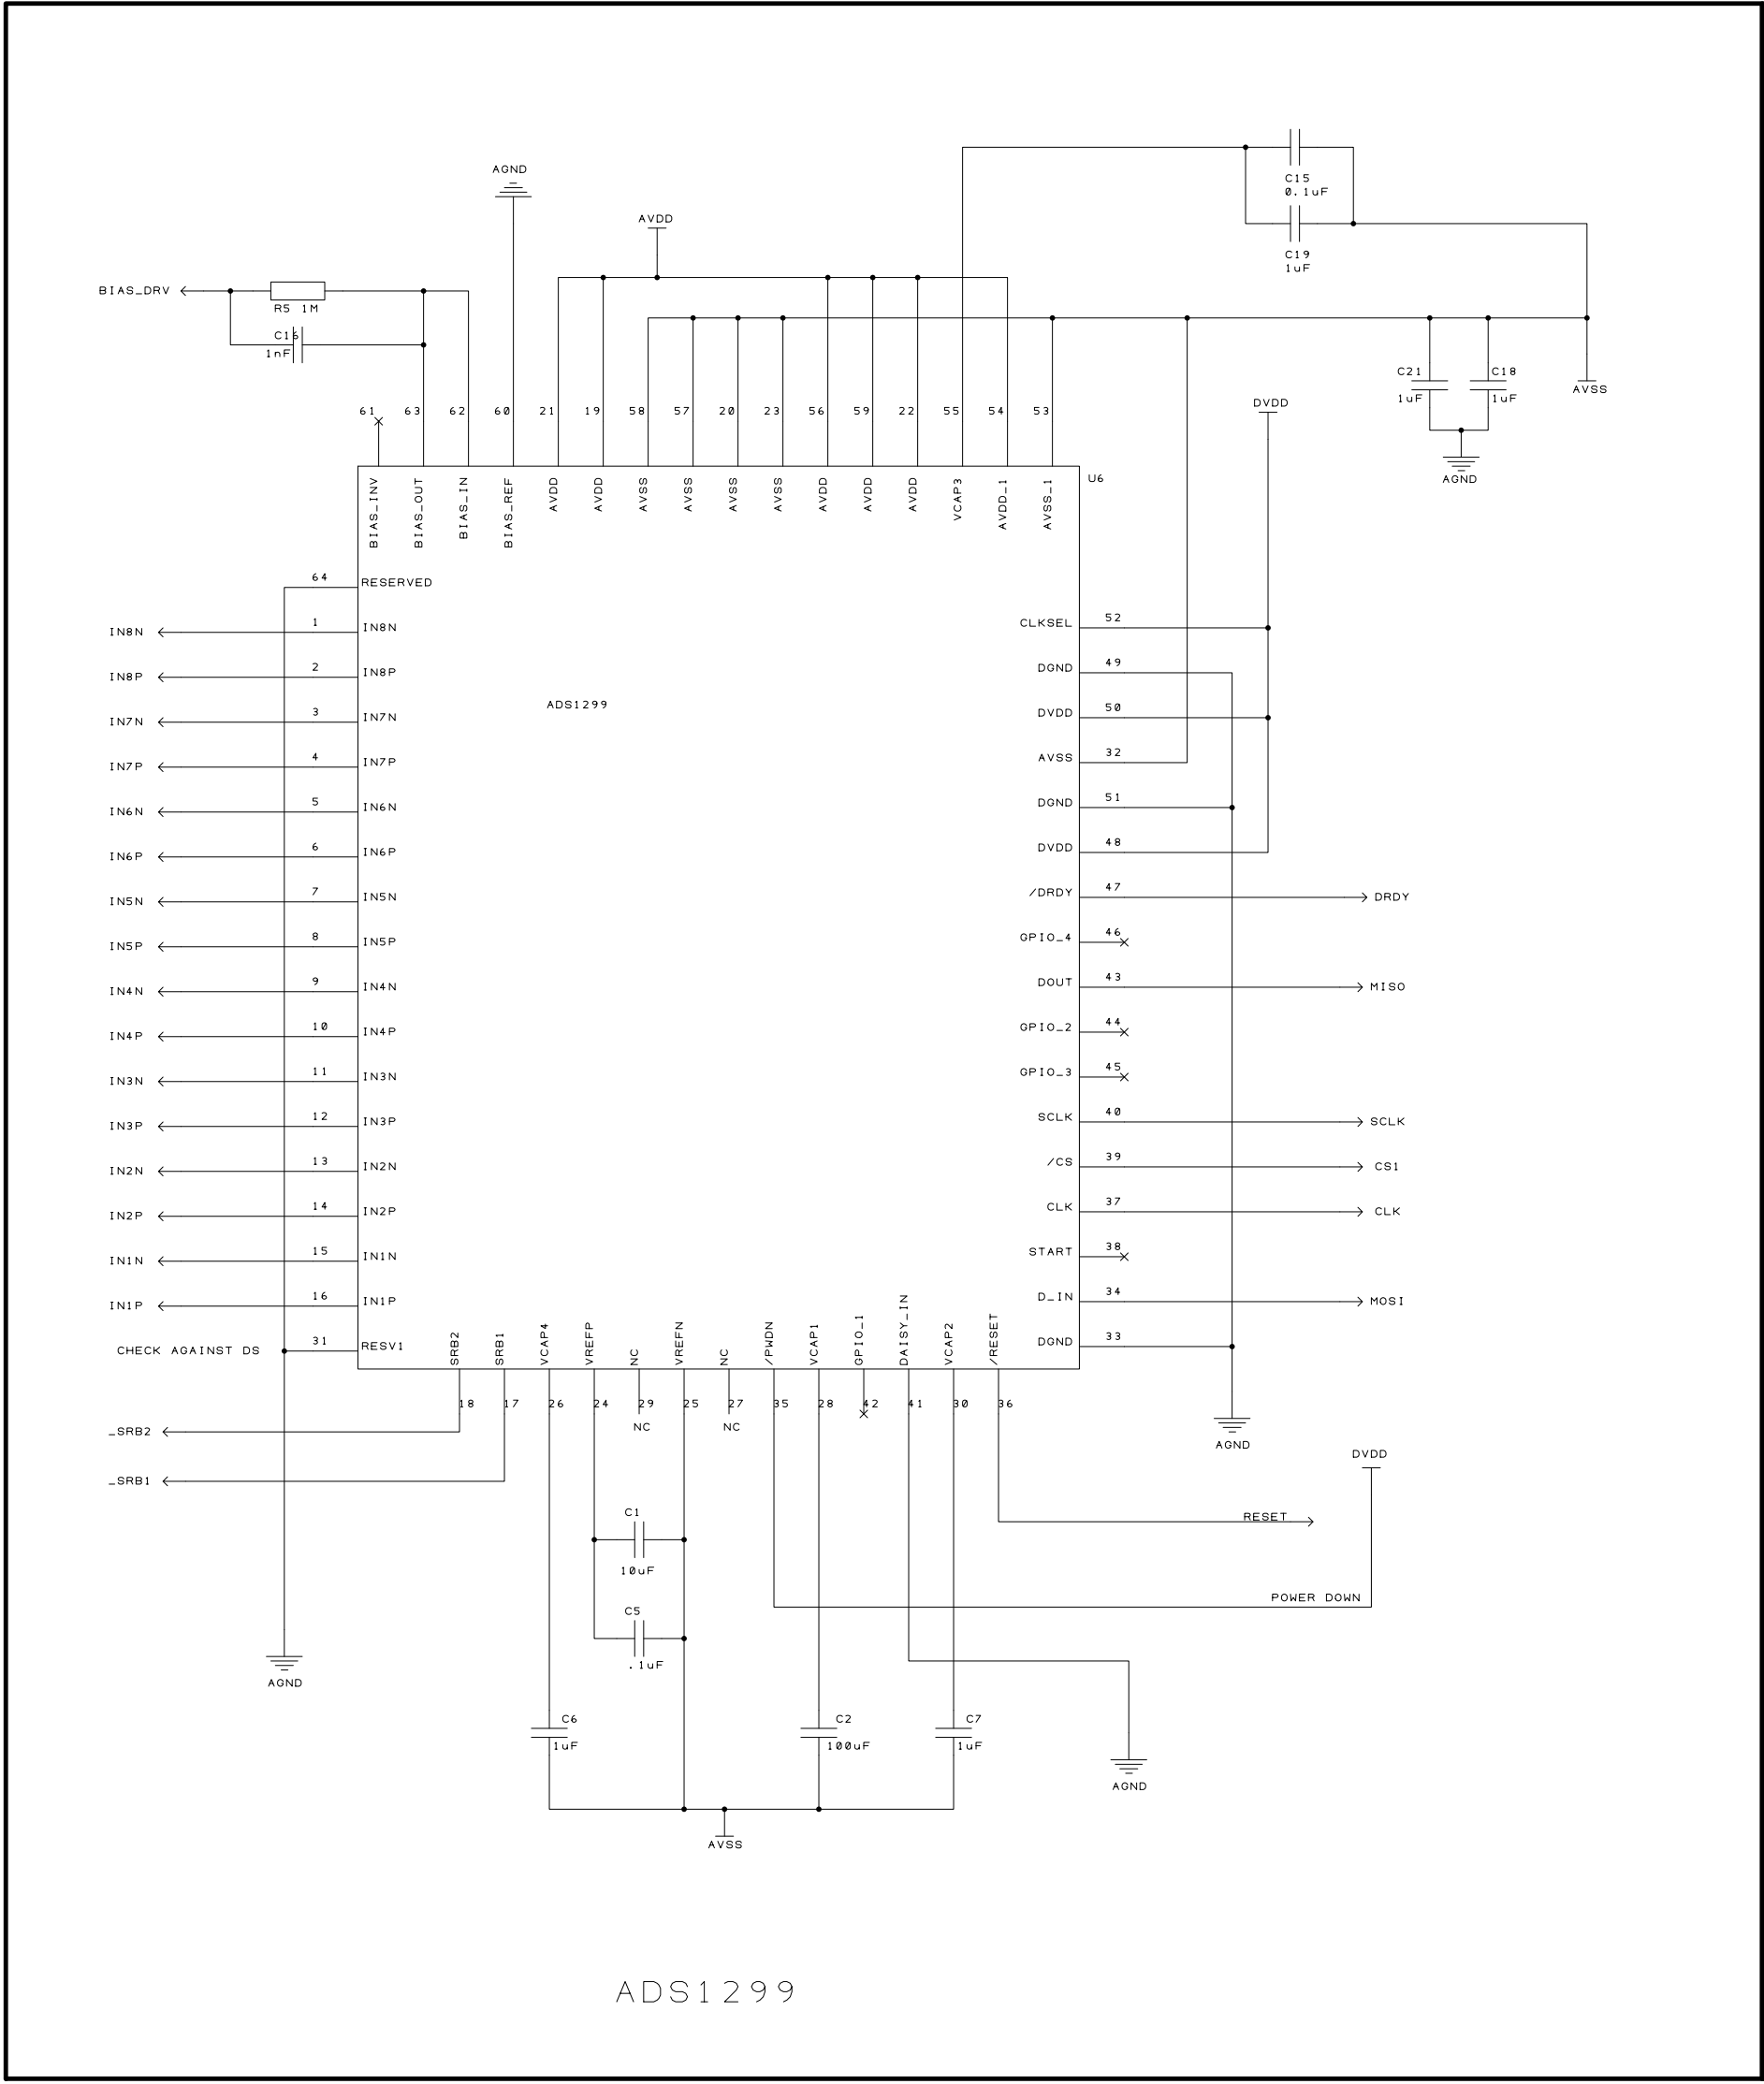 C15
0.1uF
AGND
AVDD
C19
1uF
BIAS_DRV
R5 1M
C16
1nF
C21
1uF
C18
1uF
AVSS
61 63 62 60 21 19 58 57 20 23 56 59 22 55 54 53
DVDD
AGND
U6
BIAS_INV
BIAS_OUT
BIAS_IN
BIAS_REF
AVDD
AVDD
AVSS
AVSS
AVSS
AVSS
AVDD
AVDD
AVDD
VCAP3
AVDD_1
AVSS_1
64 RESERVED
IN8N 1 IN8N
CLKSEL 52
IN8P 2 IN8P
DGND 49
ADS1299
IN7N 3 IN7N
DVDD 50
IN7P 4 IN7P
AVSS 32
IN6N 5 IN6N
DGND 51
IN6P 6 IN6P
DVDD 48
IN5N 7 IN5N
/DRDY 47 DRDY
IN5P 8 IN5P
GPIO_4 46
IN4N 9 IN4N
DOUT 43 MISO
IN4P 10 IN4P
GPIO_2 44
IN3N 11 IN3N
GPIO_3 45
IN3P 12 IN3P
SCLK 40 SCLK
IN2N 13 IN2N
/CS 39 CS1
IN2P 14 IN2P
CLK 37 CLK
IN1N 15 IN1N
START 38
IN1P 16 IN1P
D_IN 34 MOSI
CHECK AGAINST DS 31 RESV1
DGND 33
SRB2
SRB1
VCAP4
VREFP
NC
VREFN
NC
/PWDN
VCAP1
GPIO_1
DAISY_IN
VCAP2
/RESET
18 17 26 24 29 25 27 35 28 42 41 30 36
NC
NC
_SRB2
AGND
DVDD
_SRB1
C1
10uF
RESET
POWER DOWN
C5
.1uF
AGND
C6
1uF
C2
100uF
C7
1uF
AGND
AVSS
ADS1299